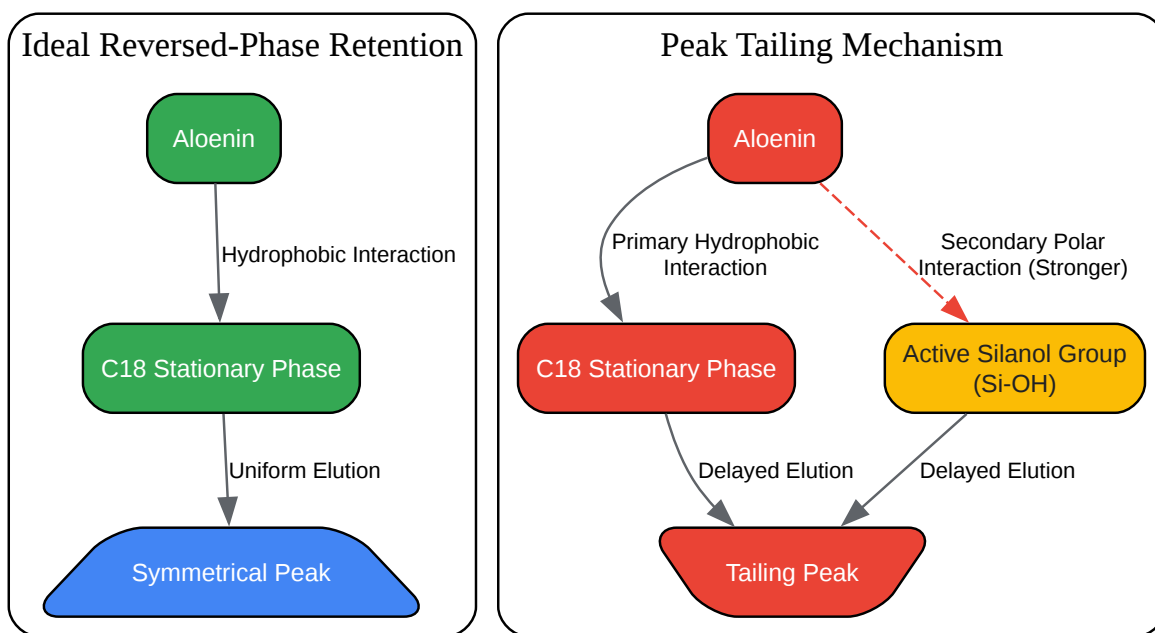 Ideal Reversed-Phase Retention
Aloenin
Hydrophobic Interaction
C18 Stationary Phase
Uniform Elution
Symmetrical Peak
Peak Tailing Mechanism
Aloenin
Primary Hydrophobic
Interaction
Secondary Polar
Interaction (Stronger)
C18 Stationary Phase
Active Silanol Group
(Si-OH)
Delayed Elution
Delayed Elution
Tailing Peak